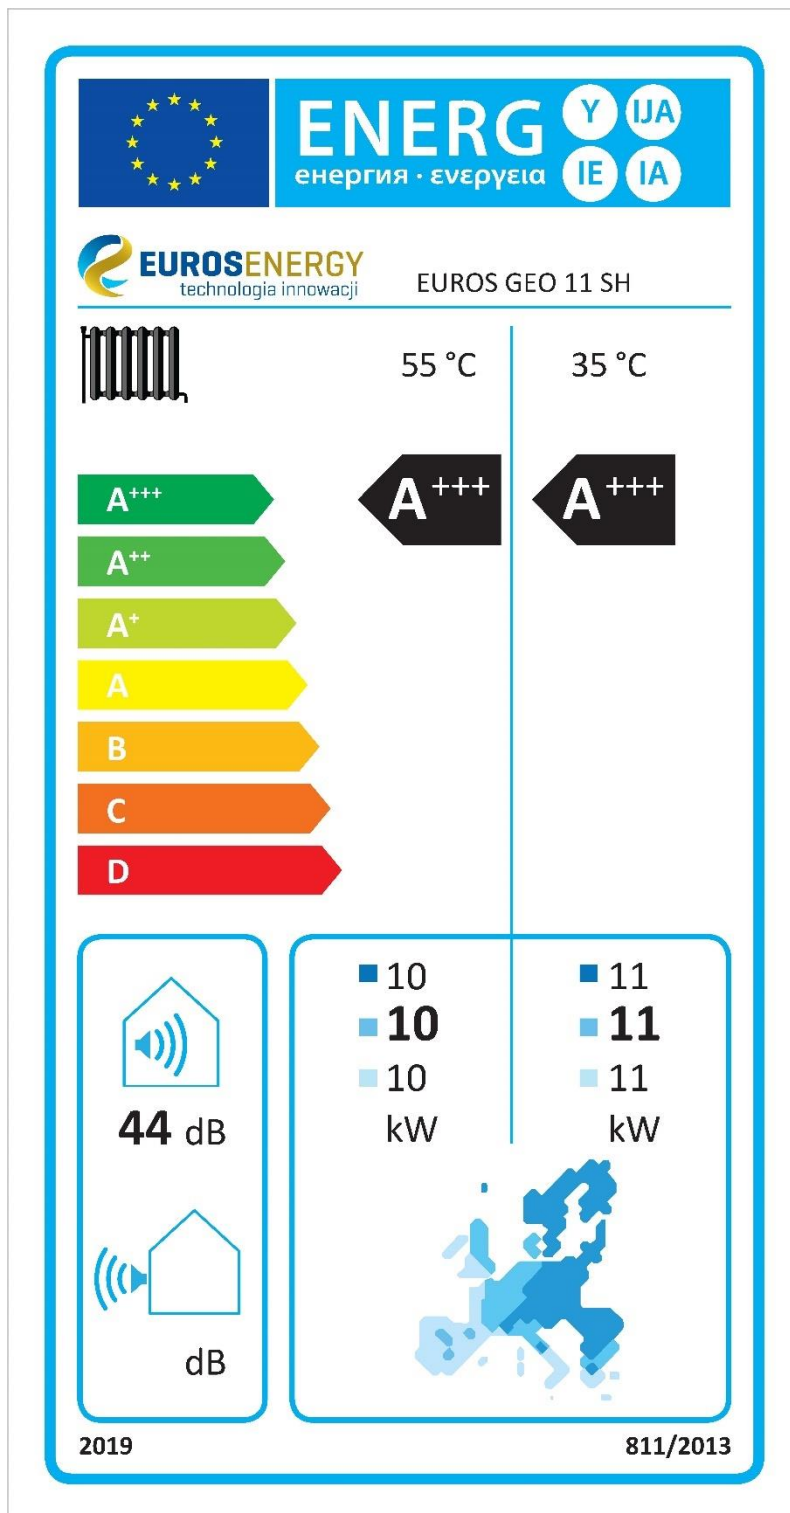 ENERG Y IJA
енергия · ενεργεια IE IA
EUROSENERGY
technologia innowacji
EUROS GEO 11 SH
55 °C 35 °C
A+++ A+++
A+++
A++
A+
A
B
C
D
44 dB
dB
10 11
10 11
10 11
kW kW
2019 811/2013